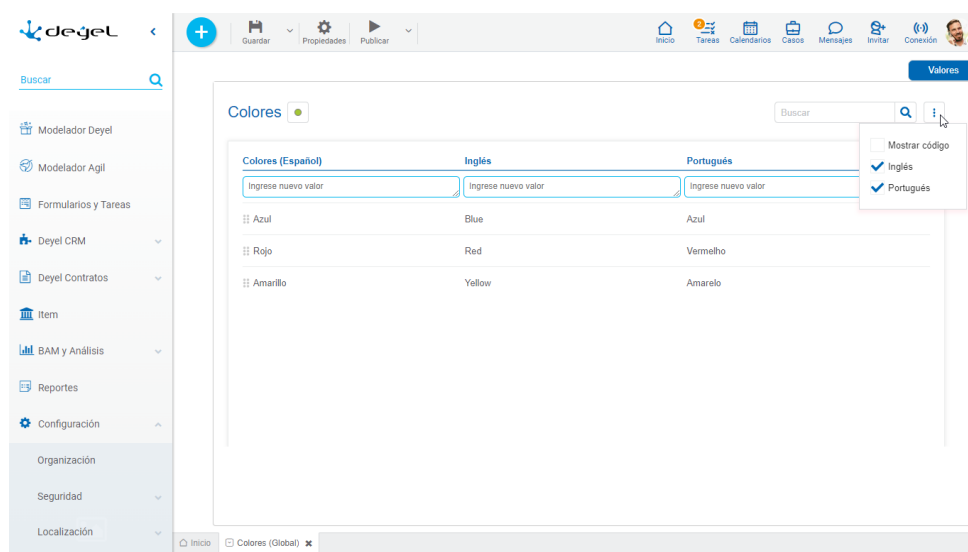 deyel
Guardar
Propiedades
Publicar
Inicio
2
Tareas
Calendarios
Casos
Mensajes
Invitar
Conexión
Buscar
Valores
Modelador Deyel
Modelador Agil
Formularios y Tareas
Deyel CRM
Deyel Contratos
Item
BAM y Análisis
Reportes
Configuración
Organización
Seguridad
Localización
Colores
Buscar
Mostrar código
Inglés
Portugués
Colores (Español) Inglés Portugués
Ingrese nuevo valor Ingrese nuevo valor Ingrese nuevo valor
Azul Blue Azul
Rojo Red Vermelho
Amarillo Yellow Amarelo
Inicio Colores (Global)